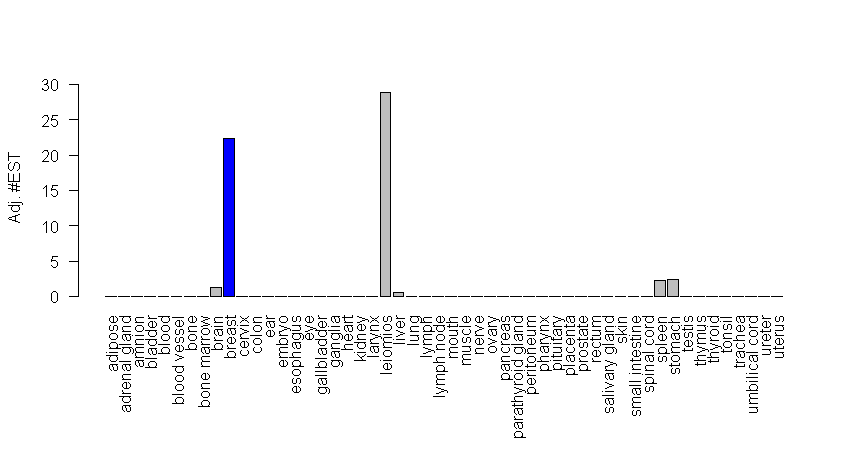 30
25
20
15
10
5
0
Adj. #EST
adipose
adrenal gland
amnion
bladder
blood
blood vessel
bone
bone marrow
brain
breast
cervix
colon
ear
embryo
esophagus
eye
gallbladder
ganglia
heart
kidney
larynx
leiomios
liver
lung
lymph
lymph node
mouth
muscle
nerve
ovary
pancreas
parathyroid gland
peritoneum
pharynx
pituitary
placenta
prostate
rectum
salivary gland
skin
small intestine
spinal cord
spleen
stomach
testis
thymus
thyroid
tonsil
trachea
umbilical cord
ureter
uterus